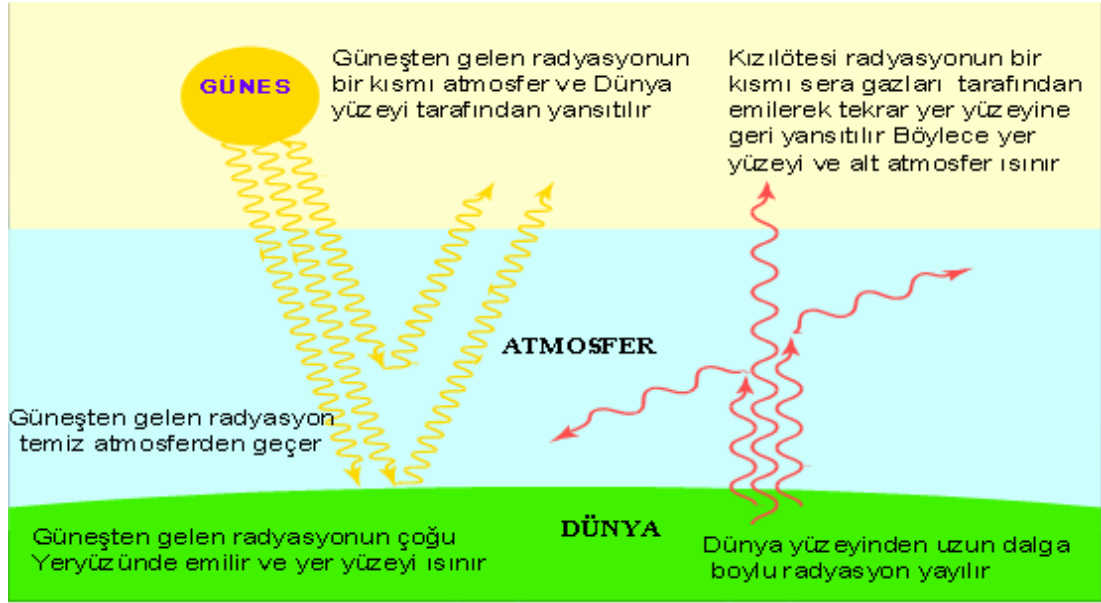 GÜNES
Güneşten gelen radyasyonun
bir kısmı atmosfer ve Dünya
yüzeyi tarafından yansıtılır
Kızılötesi radyasyonun bir
kısmı sera gazları tarafından
emilerek tekrar yer yüzeyine
geri yansıtılır Böylece yer
yüzeyi ve alt atmosfer ısınır
ATMOSFER
Güneşten gelen radyasyon
temiz atmosferden geçer
DÜNYA
Güneşten gelen radyasyonun çoğu
Yeryüzünde emilir ve yer yüzeyi ısınır
Dünya yüzeyinden uzun dalga
boylu radyasyon yayılır